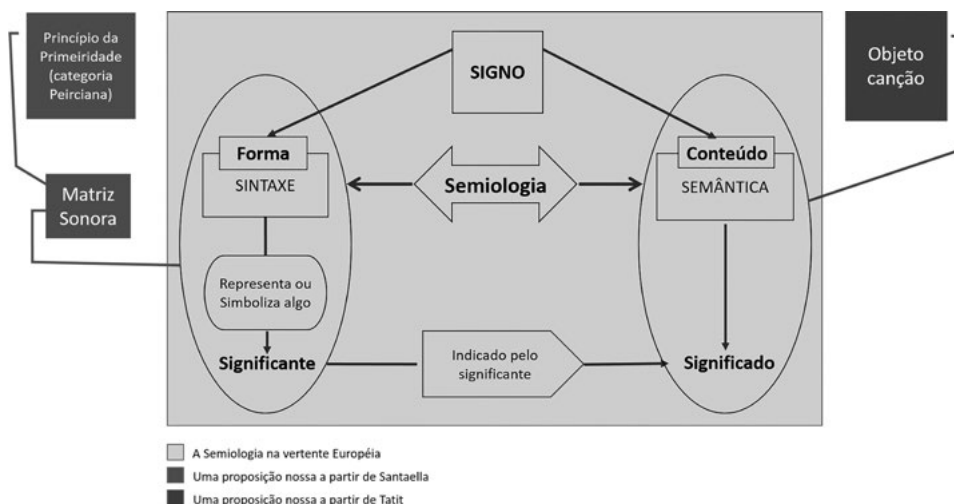 Princípio da
Primeiridade
(categoria
Peirciana)
SIGNO
Objeto
canção
Forma
SINTAXE
Semiologia
Conteúdo
SEMÂNTICA
Matriz
Sonora
Representa ou
Simboliza algo
Significante
Indicado pelo
significante
Significado
A Semiologia na vertente Européia
Uma proposição nossa a partir de Santaella
Uma proposição nossa a partir de Tatit